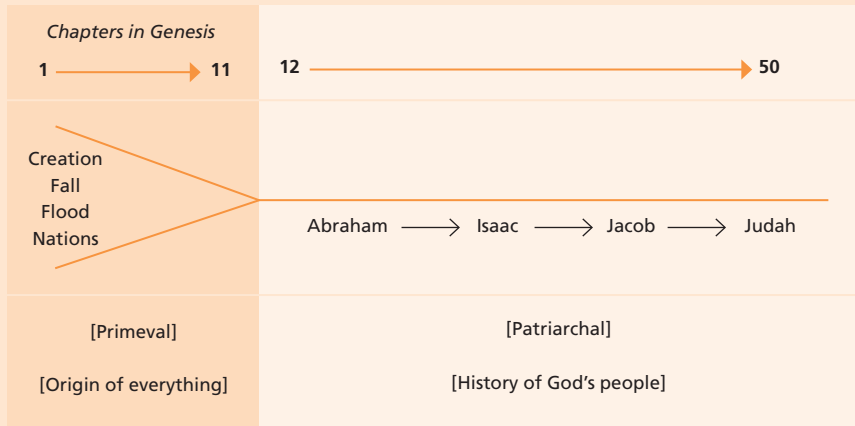 Chapters in Genesis
1 11
12 50
Creation
Fall
Flood
Nations
Abraham Isaac Jacob Judah
[Primeval]
[Origin of everything]
[Patriarchal]
[History of God's people]